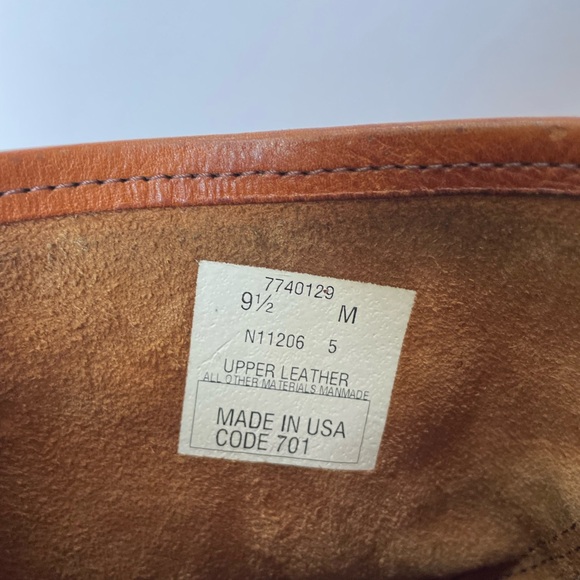 7740129
9½ M
N11206 5
UPPER LEATHER
ALL OTHER MATERIALS MANMADE
MADE IN USA
CODE 701